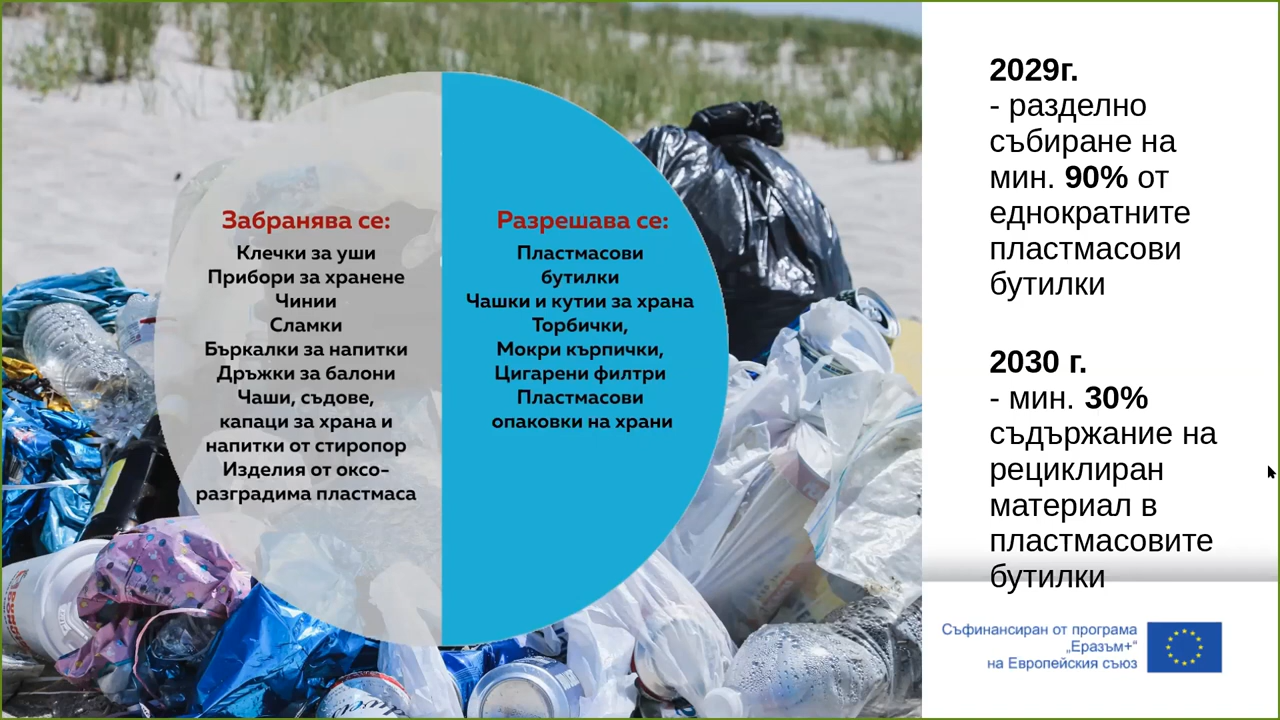 Забранява се:
Клечки за уши
Прибори за хранене
Чинии
Сламки
Бъркалки за напитки
Дръжки за балони
Чаши, съдове,
капаци за храна и
напитки от стиропор
Изделия от оксо-
разградима пластмаса
Разрешава се:
Пластмасови
бутилки
Чашки и кутии за храна
Торбички,
Мокри кърпички,
Цигарени филтри
Пластмасови
опаковки на храни
2029г.
- разделно
събиране на
мин. 90% от
еднократните
пластмасови
бутилки
2030 г.
- мин. 30%
съдържание на
рециклиран
материал в
пластмасовите
бутилки
Съфинансиран от програма
„Еразъм+“
на Европейския съюз